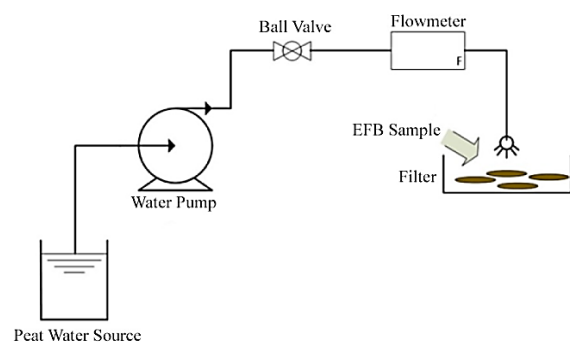 Flowmeter
Ball Valve
F
EFB Sample
Filter
Water Pump
Peat Water Source